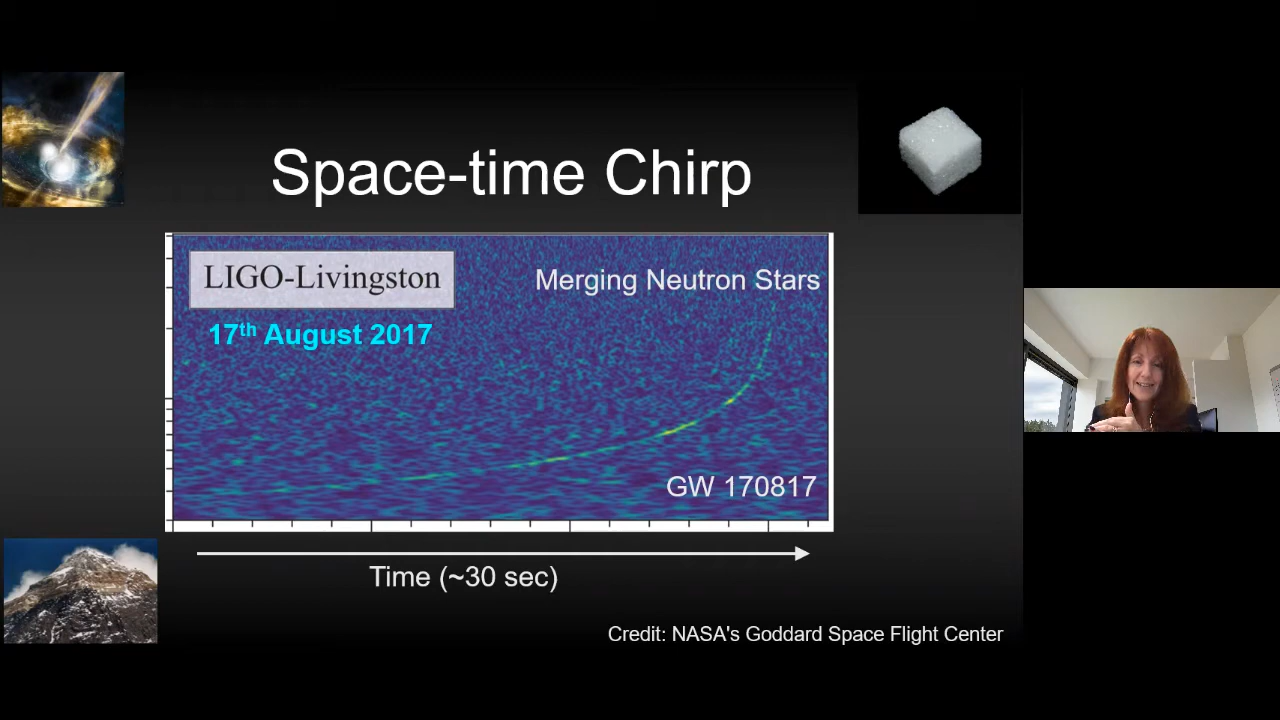 Space-time Chirp
LIGO-Livingston
Merging Neutron Stars
17th August 2017
GW 170817
Time (~30 sec)
Credit: NASA's Goddard Space Flight Center